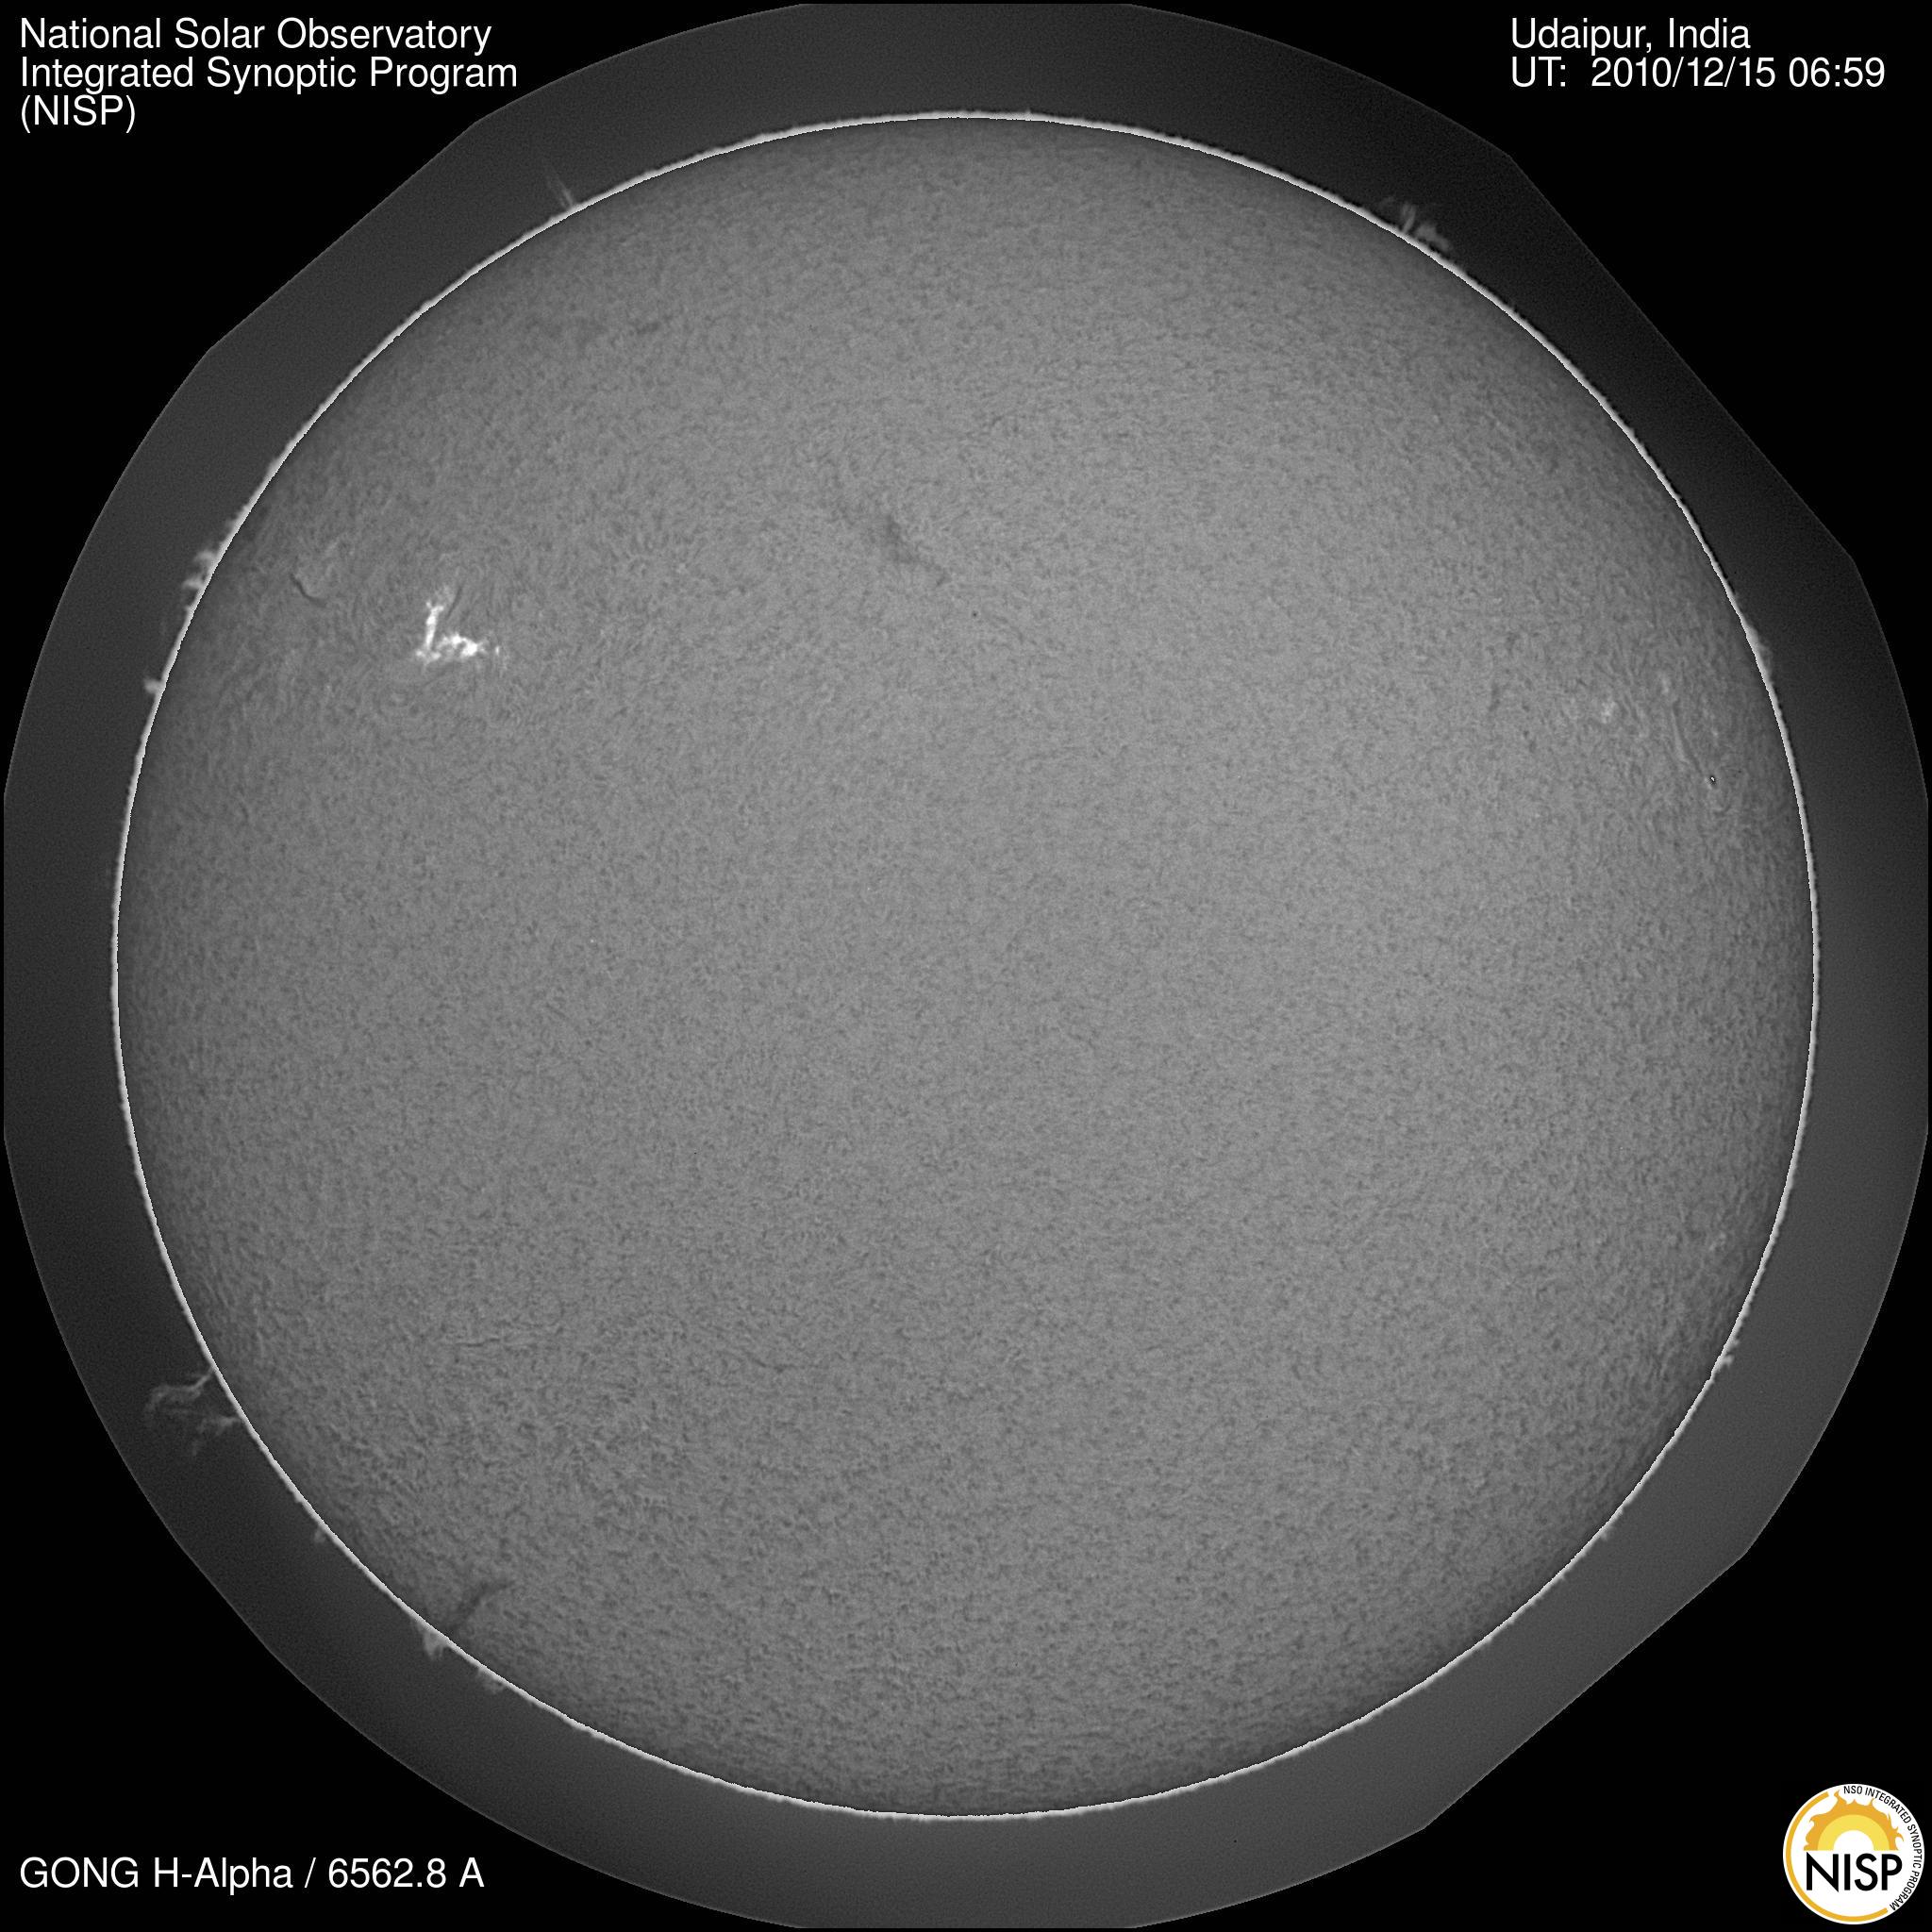 National Solar Observatory
Integrated Synoptic Program
(NISP)
Udaipur, India
UT:  2010/12/15 06:59
GONG H-Alpha / 6562.8 A
NSO INTEGRATED SYNOPTIC PROGRAM
NISP